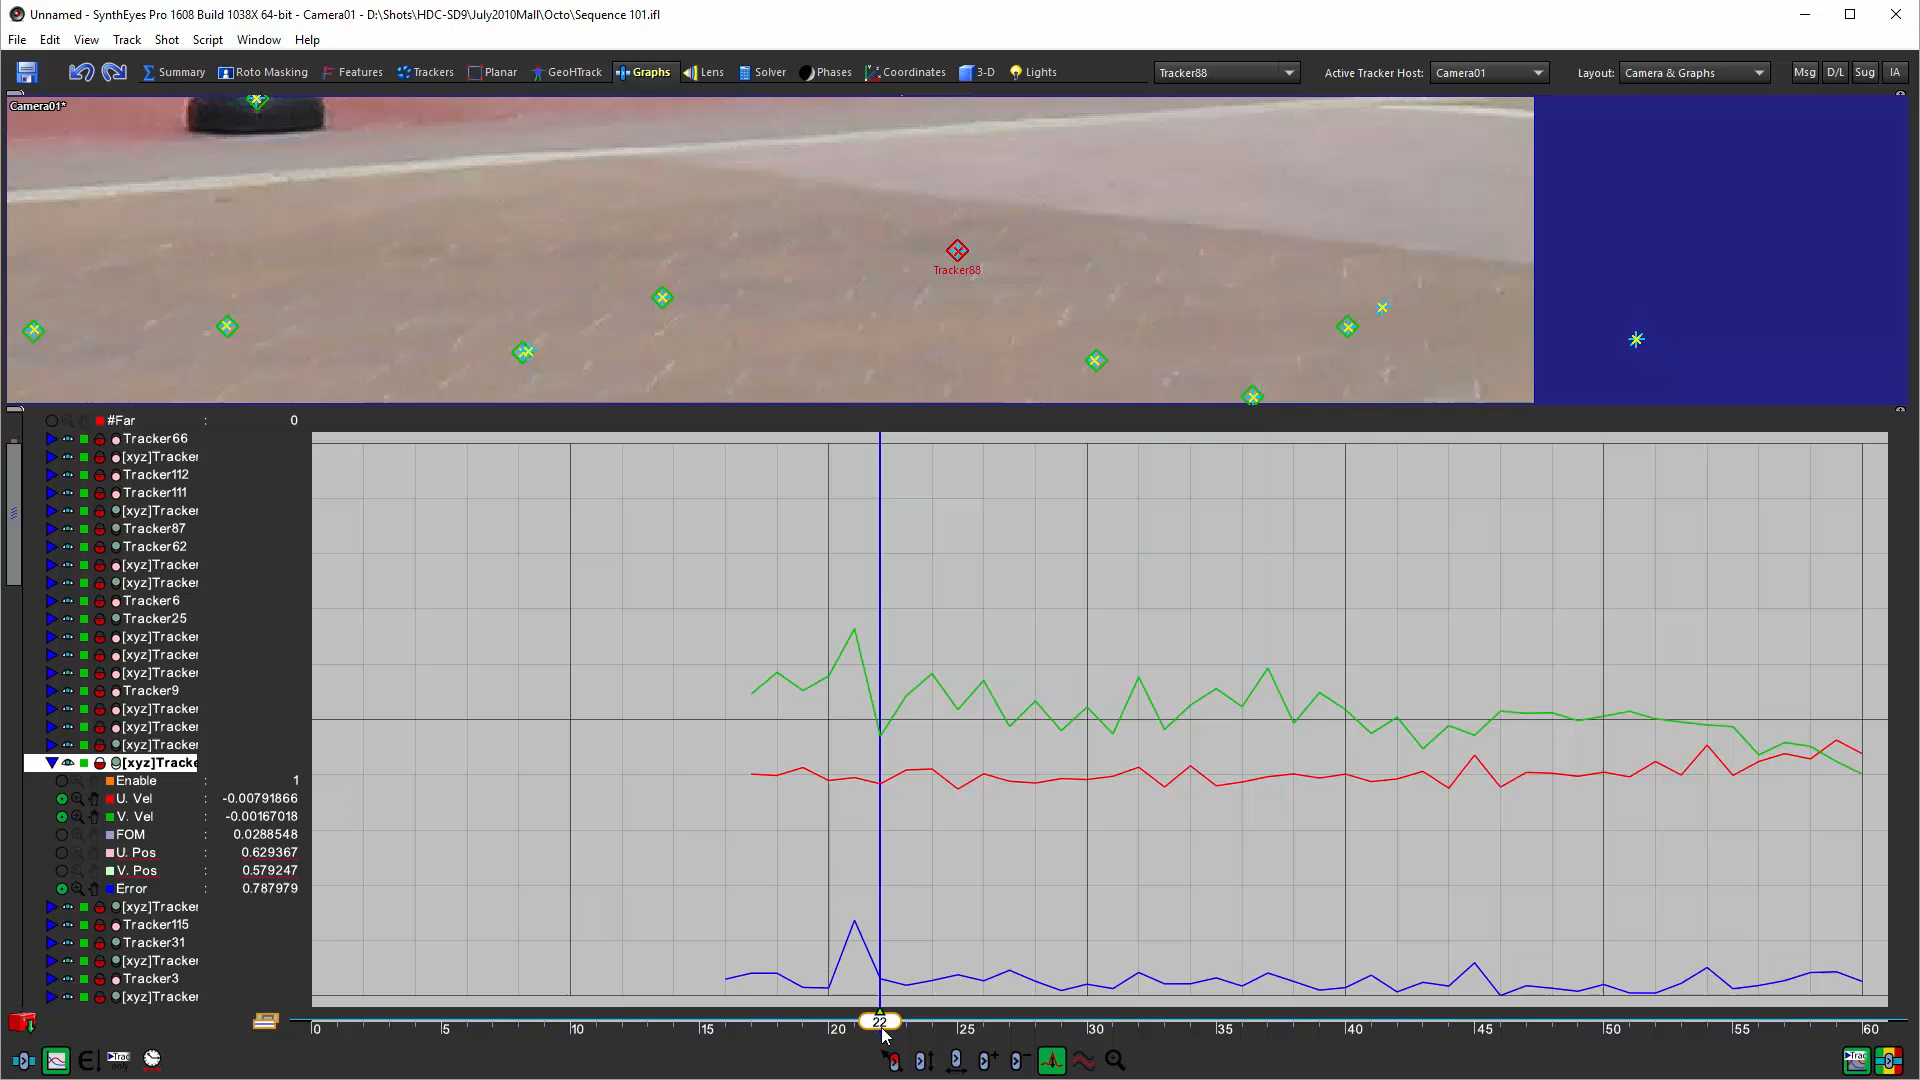 Unnamed - SynthEyes Pro 1608 Build 1038X 64-bit - Camera01 - D:\Shots\HDC-SD9\July2010Mall\Octo\Sequence 101.ifl
File Edit View Track Shot Script Window Help
Summary Roto Masking Features Trackers Planar GeoHTrack Graphs Lens Solver Phases Coordinates 3-D Lights Tracker88 Active Tracker Host: Camera01 Layout: Camera & Graphs Msg D/L Sug IA
Camera01*
Tracker88
#Far : 0
Tracker66
[xyz]Tracker
Tracker112
Tracker111
[xyz]Tracker
Tracker87
Tracker62
[xyz]Tracker
[xyz]Tracker
Tracker6
Tracker25
[xyz]Tracker
[xyz]Tracker
[xyz]Tracker
Tracker9
[xyz]Tracker
[xyz]Tracker
[xyz]Tracker
[xyz]Tracke
Enable : 1
U. Vel : -0.00791866
V. Vel : -0.00167018
FOM : 0.0288548
U. Pos : 0.629367
V. Pos : 0.579247
Error : 0.787979
[xyz]Tracker
Tracker115
Tracker31
[xyz]Tracker
Tracker3
[xyz]Tracker
0 5 10 15 20 22 25 30 35 40 45 50 55 60